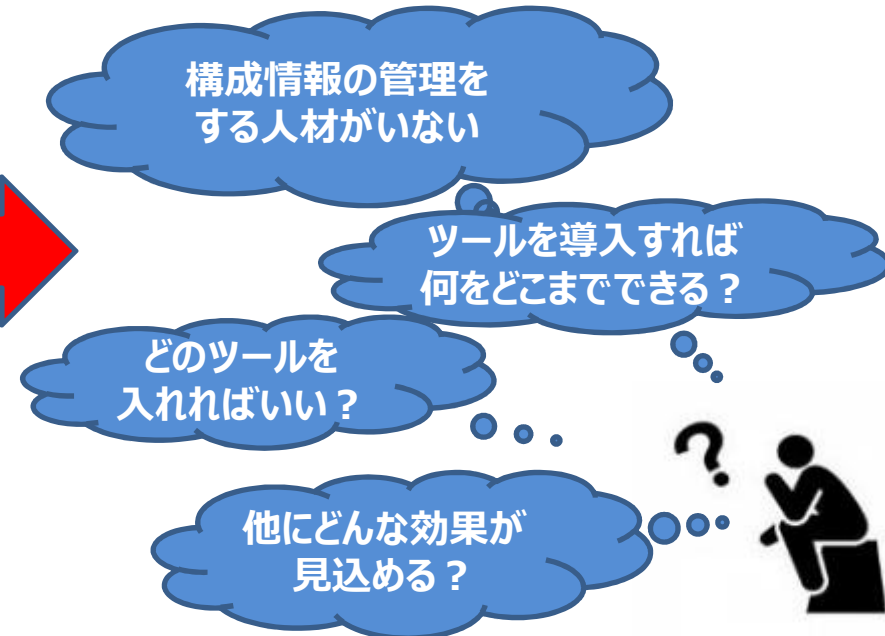 構成情報の管理を
する人材がいない
ツールを導入すれば
何をどこまでできる？
どのツールを
入れればいい？
他にどんな効果が
見込める？
?